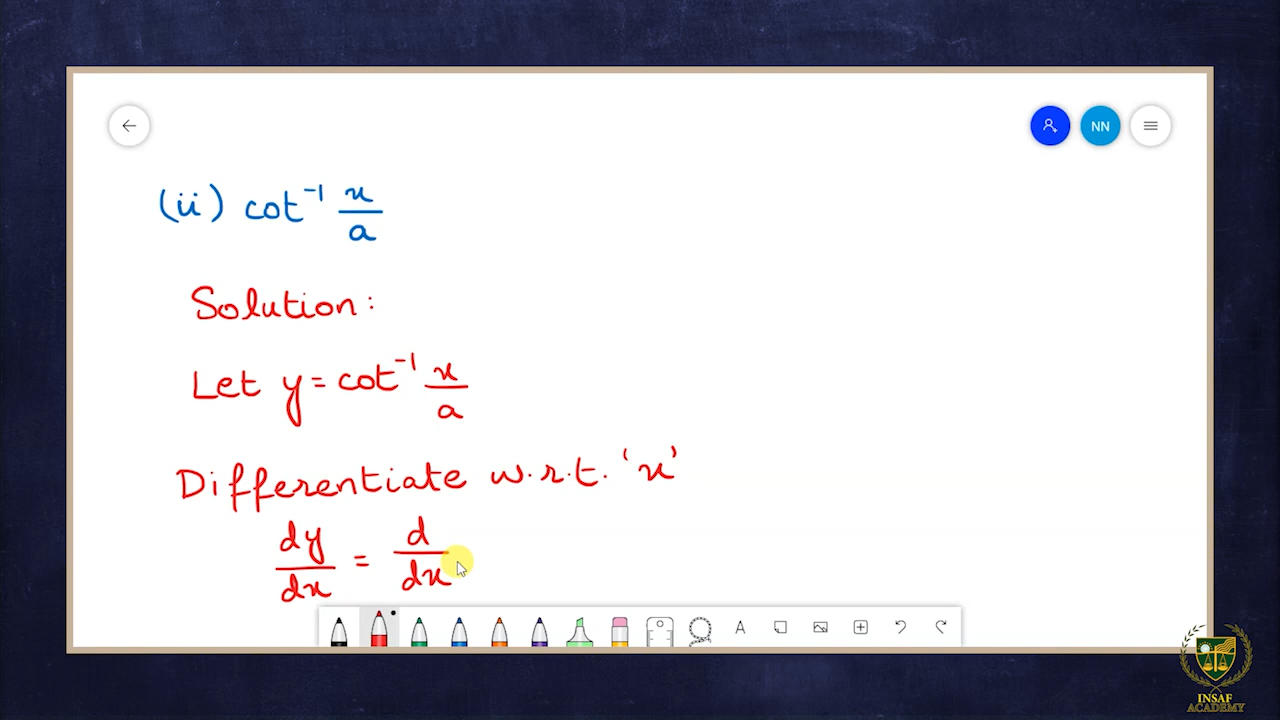 NN
(ii) cot⁻¹ x/a
Solution:
Let y = cot⁻¹ x/a
Differentiate w.r.t. 'x'
dy/dx = d/dx
A
INSAF
ACADEMY